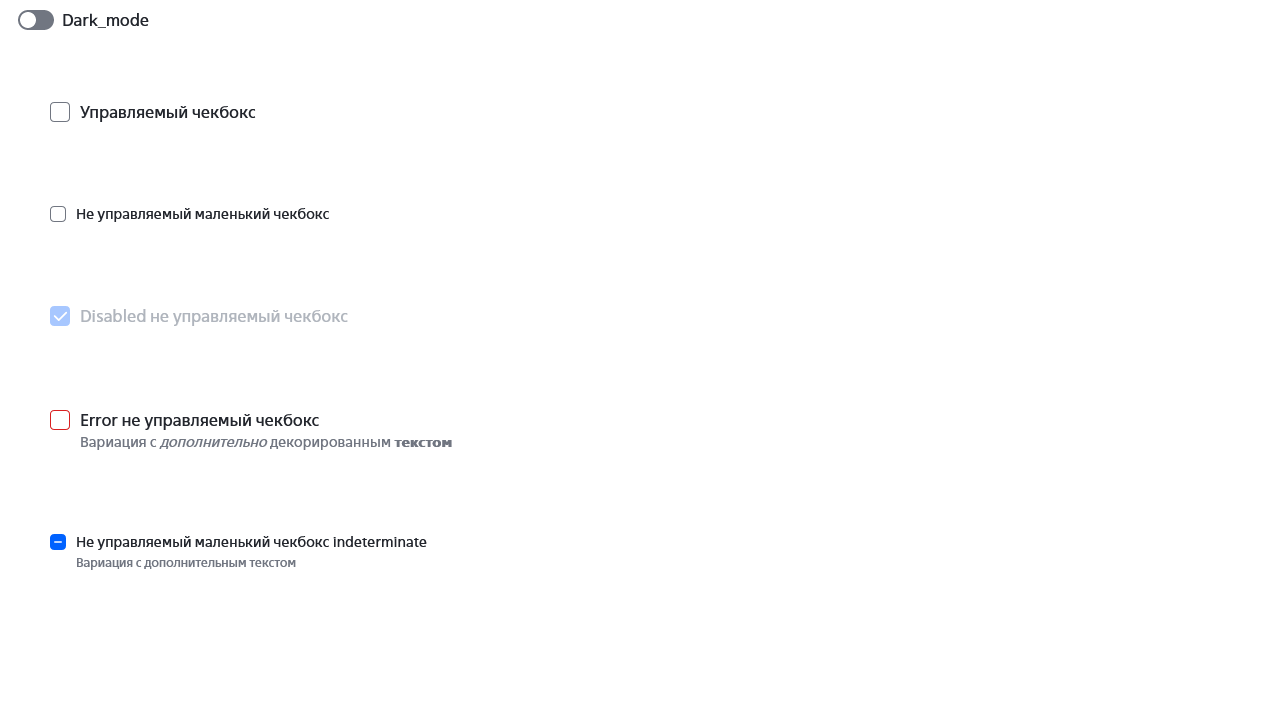 Dark_mode
Управляемый чекбокс
Не управляемый маленький чекбокс
Disabled не управляемый чекбокс
Error не управляемый чекбокс
Вариация с дополнительно декорированным текстом
Не управляемый маленький чекбокс indeterminate
Вариация с дополнительным текстом